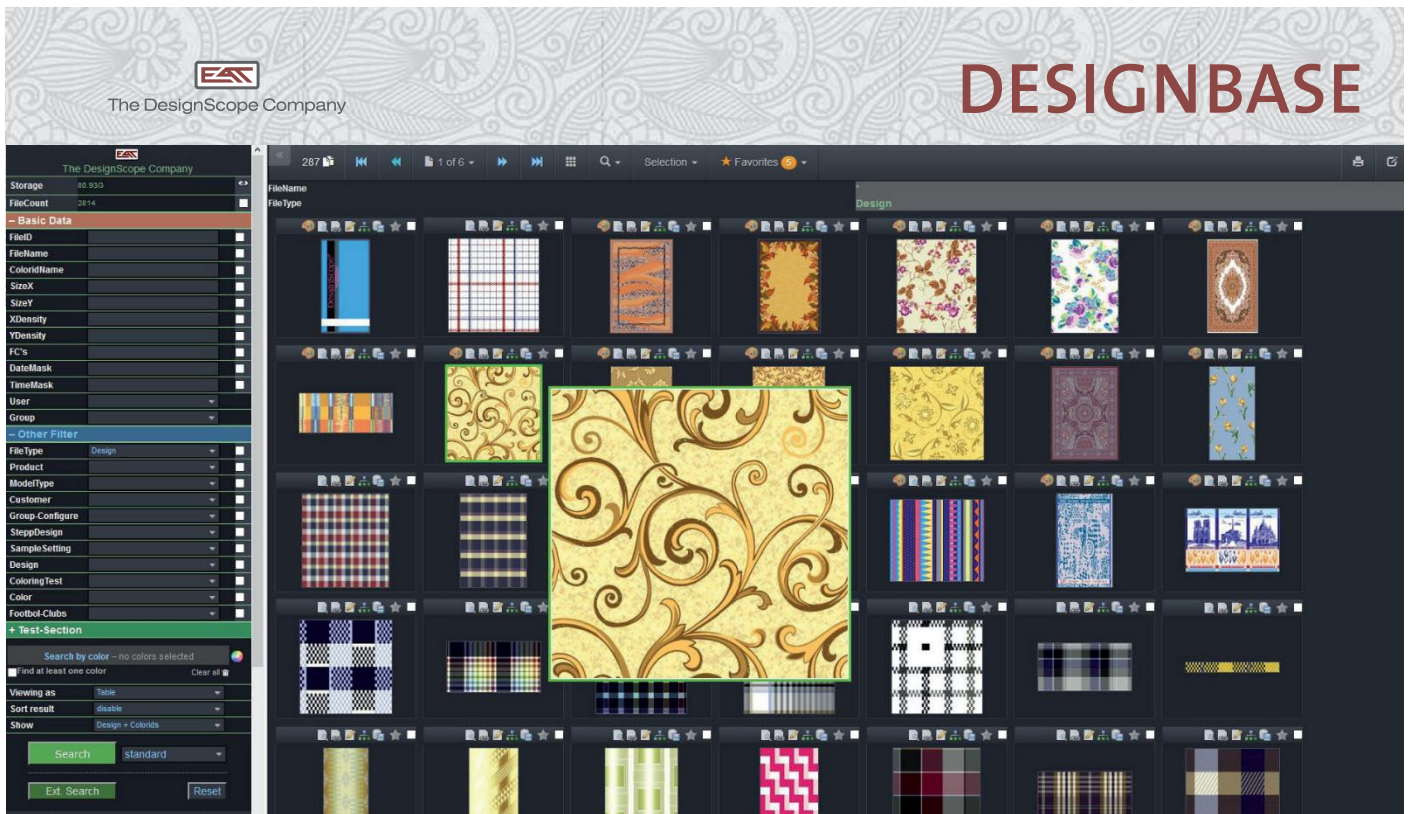 EAT
The DesignScope Company
DESIGNBASE
EAT
The DesignScope Company
Storage 80.93G
FileCount 2814
– Basic Data
FileID
FileName
ColoridName
SizeX
SizeY
XDensity
YDensity
FC's
DateMask
TimeMask
User
Group
– Other Filter
FileType Design
Product
ModelType
Customer
Group-Configure
SteppDesign
SampleSetting
Design
ColoringTest
Color
Footbol-Clubs
+ Test-Section
Search by color – no colors selected
Find at least one color
Clear all
Viewing as Table
Sort result disable
Show Design + Colorids
Search standard
Ext. Search Reset
287 1 of 6 Selection Favorites 5
FileName
FileType Design
DesignScope